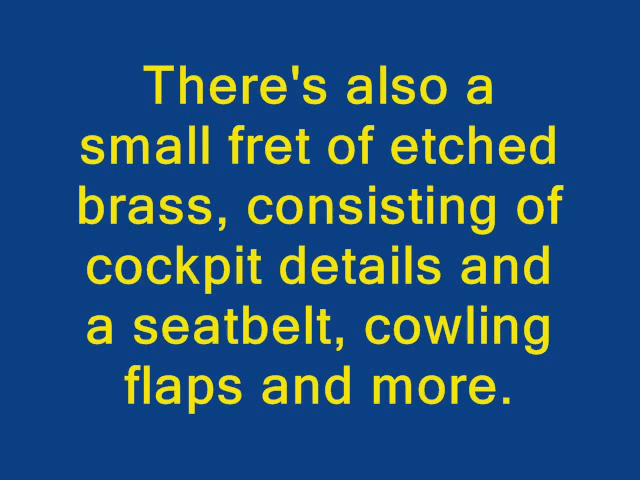 There's also a
small fret of etched
brass, consisting of
cockpit details and
a seatbelt, cowling
flaps and more.